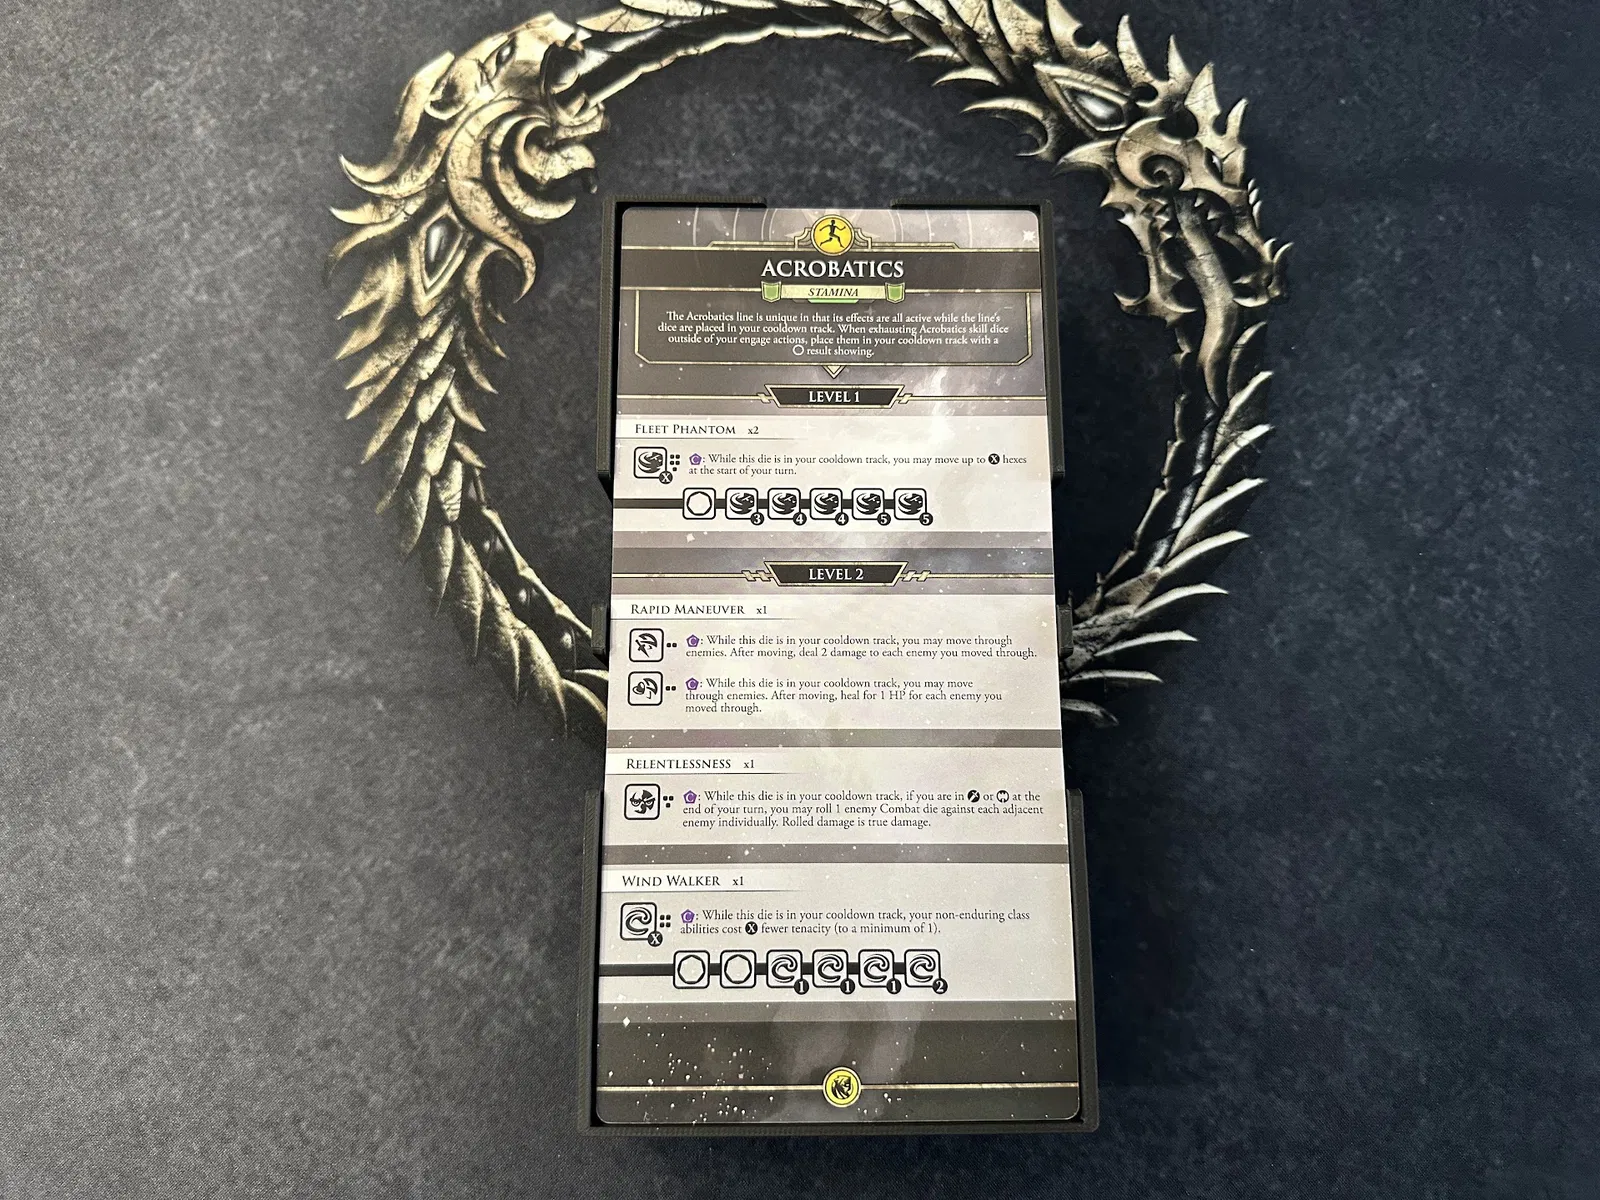 ACROBATICS
STAMINA
The Acrobatics line is unique in that its effects are all active while the line's
dice are placed in your cooldown track. When exhausting Acrobatics skill dice
outside of your engage actions, place them in your cooldown track with a
result showing.
LEVEL 1
FLEET PHANTOM x2
C: While this die is in your cooldown track, you may move up to X hexes
at the start of your turn.
X
3 4 4 5 5
LEVEL 2
RAPID MANEUVER x1
C: While this die is in your cooldown track, you may move through
enemies. After moving, deal 2 damage to each enemy you moved through.
C: While this die is in your cooldown track, you may move
through enemies. After moving, heal for 1 HP for each enemy you
moved through.
RELENTLESSNESS x1
C: While this die is in your cooldown track, if you are in or at the
end of your turn, you may roll 1 enemy Combat die against each adjacent
enemy individually. Rolled damage is true damage.
WIND WALKER x1
C: While this die is in your cooldown track, your non-enduring class
abilities cost X fewer tenacity (to a minimum of 1).
X
1 1 1 2